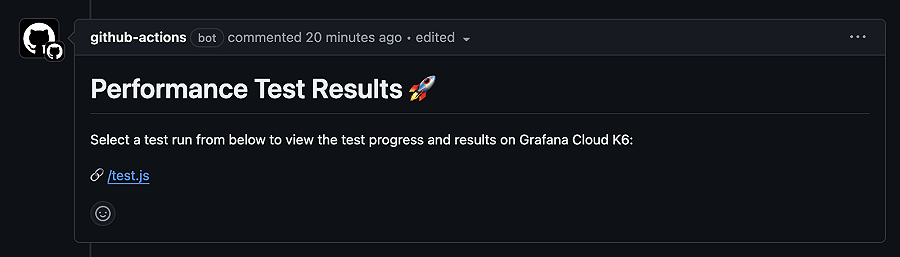 github-actions bot commented 20 minutes ago • edited
Performance Test Results 🚀
Select a test run from below to view the test progress and results on Grafana Cloud K6:
🔗 /test.js